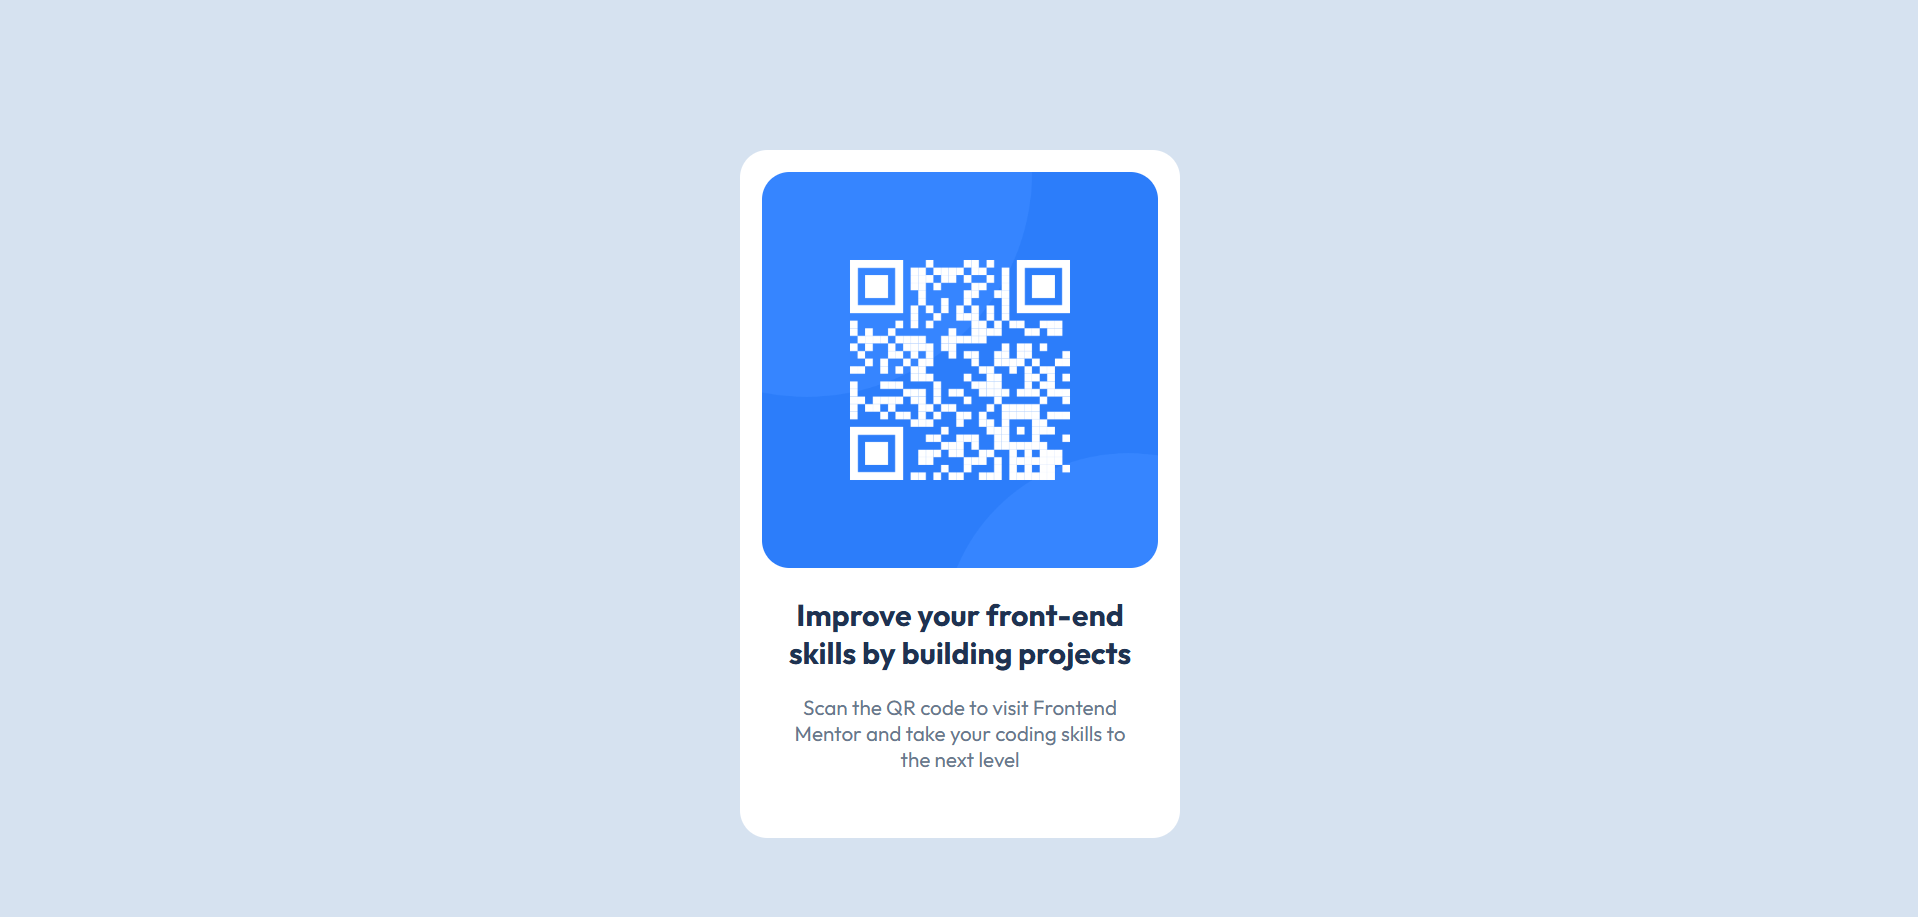 Improve your front-end
skills by building projects
Scan the QR code to visit Frontend
Mentor and take your coding skills to
the next level